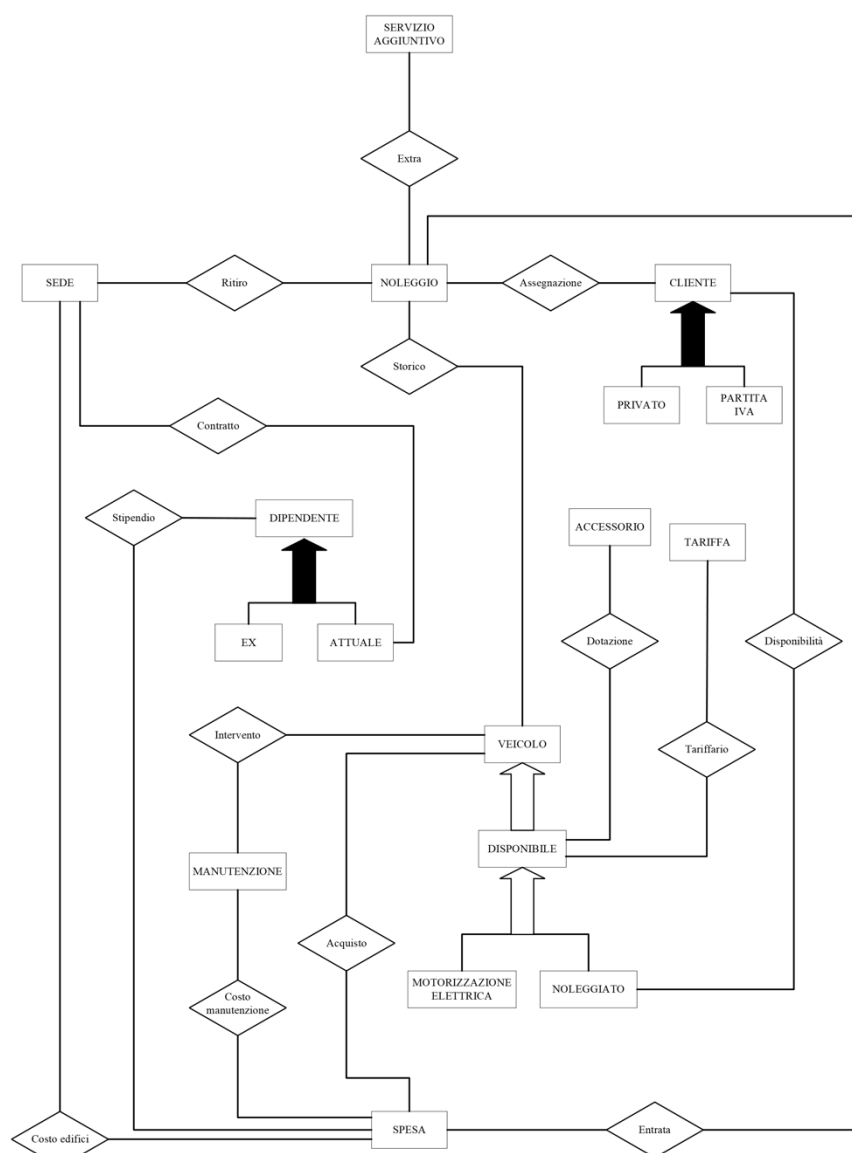 SERVIZIO
AGGIUNTIVO
Extra
SEDE
Ritiro
NOLEGGIO
Assegnazione
CLIENTE
Storico
PRIVATO
PARTITA
IVA
Contratto
Stipendio
DIPENDENTE
ACCESSORIO
TARIFFA
EX
ATTUALE
Dotazione
Disponibilità
Intervento
VEICOLO
Tariffario
DISPONIBILE
MANUTENZIONE
Acquisto
MOTORIZZAZIONE
ELETTRICA
NOLEGGIATO
Costo
manutenzione
Costo edifici
SPESA
Entrata